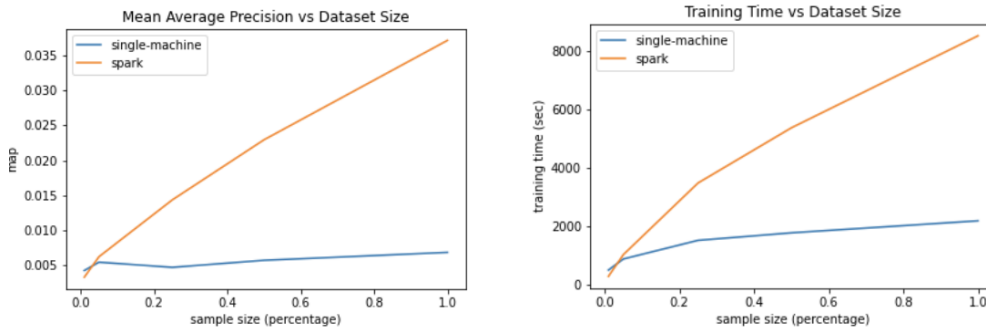 Mean Average Precision vs Dataset Size
single-machine
spark
0.035
0.030
0.025
0.020
0.015
0.010
0.005
map
0.0 0.2 0.4 0.6 0.8 1.0
sample size (percentage)
Training Time vs Dataset Size
single-machine
spark
8000
6000
4000
2000
0
training time (sec)
0.0 0.2 0.4 0.6 0.8 1.0
sample size (percentage)